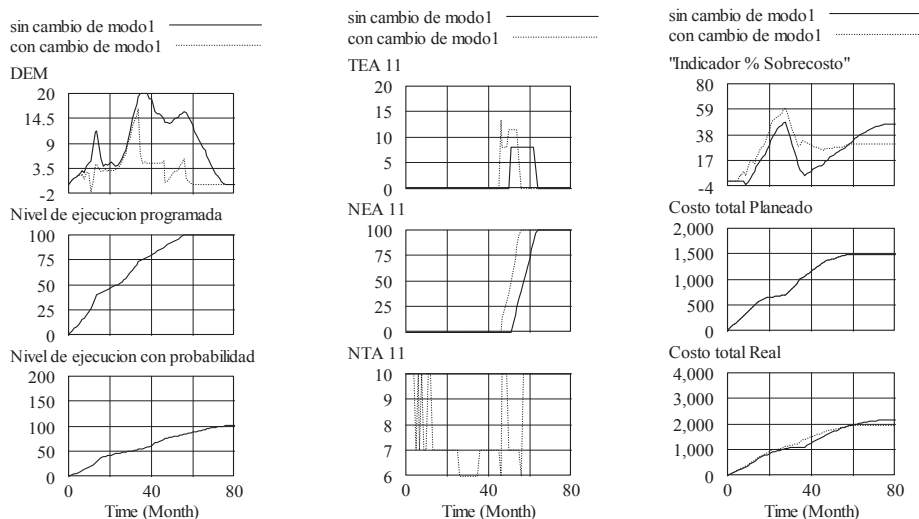 sin cambio de modo1
con cambio de modo1
DEM
20
14.5
9
3.5
-2
Nivel de ejecucion programada
100
75
50
25
0
Nivel de ejecucion con probabilidad
200
150
100
50
0
0 40 80
Time (Month)
sin cambio de modo1
con cambio de modo1
TEA 11
20
15
10
5
0
NEA 11
100
75
50
25
0
NTA 11
10
9
8
7
6
0 40 80
Time (Month)
sin cambio de modo1
con cambio de modo1
"Indicador % Sobrecosto"
80
59
38
17
-4
Costo total Planeado
2,000
1,500
1,000
500
0
Costo total Real
4,000
3,000
2,000
1,000
0
0 40 80
Time (Month)